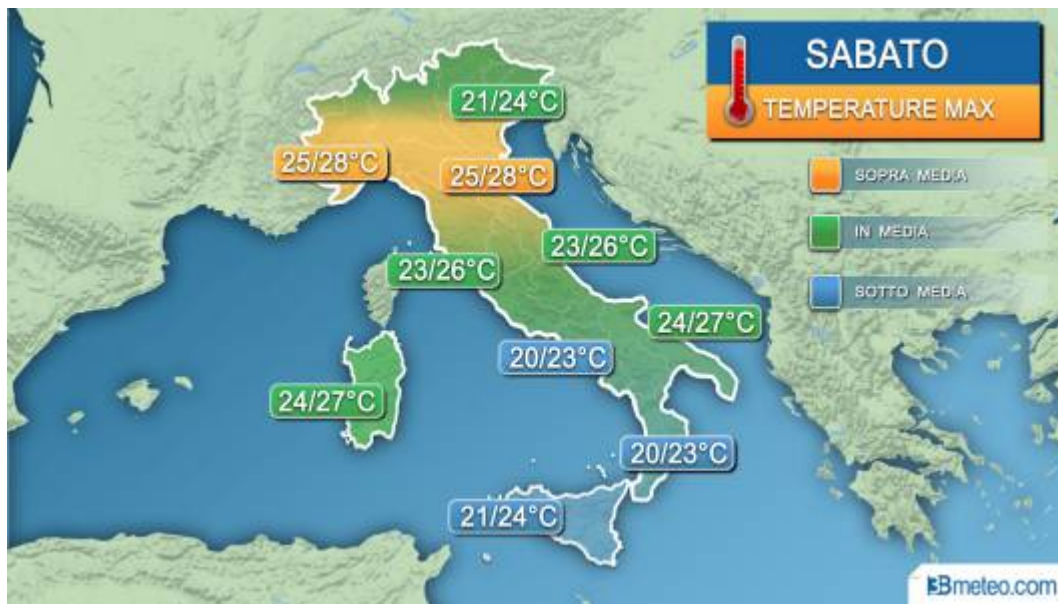 SABATO
TEMPERATURE MAX
21/24°C
25/28°C
25/28°C
SOPRA MEDIA
23/26°C
IN MEDIA
23/26°C
SOTTO MEDIA
24/27°C
20/23°C
24/27°C
20/23°C
21/24°C
3Bmeteo.com